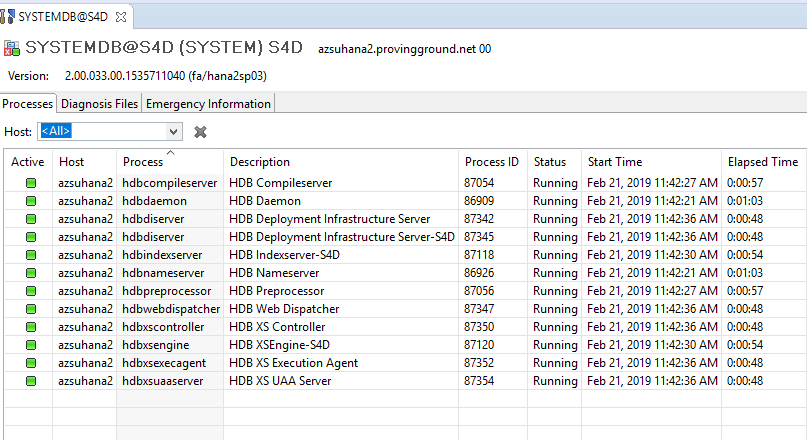 SYSTEMDB@S4D
SYSTEMDB@S4D (SYSTEM) S4D azsuhana2.provingground.net 00
Version: 2.00.033.00.1535711040 (fa/hana2sp03)
Processes Diagnosis Files Emergency Information
Host: <All>
Active Host Process Description Process ID Status Start Time Elapsed Time
azsuhana2 hdbcompileserver HDB Compileserver 87054 Running Feb 21, 2019 11:42:27 AM 0:00:57
azsuhana2 hdbdaemon HDB Daemon 86909 Running Feb 21, 2019 11:42:21 AM 0:01:03
azsuhana2 hdbdiserver HDB Deployment Infrastructure Server 87342 Running Feb 21, 2019 11:42:36 AM 0:00:48
azsuhana2 hdbdiserver HDB Deployment Infrastructure Server-S4D 87345 Running Feb 21, 2019 11:42:36 AM 0:00:48
azsuhana2 hdbindexserver HDB Indexserver-S4D 87118 Running Feb 21, 2019 11:42:30 AM 0:00:54
azsuhana2 hdbnameserver HDB Nameserver 86926 Running Feb 21, 2019 11:42:21 AM 0:01:03
azsuhana2 hdbpreprocessor HDB Preprocessor 87056 Running Feb 21, 2019 11:42:27 AM 0:00:57
azsuhana2 hdbwebdispatcher HDB Web Dispatcher 87347 Running Feb 21, 2019 11:42:36 AM 0:00:48
azsuhana2 hdbxscontroller HDB XS Controller 87350 Running Feb 21, 2019 11:42:36 AM 0:00:48
azsuhana2 hdbxsengine HDB XSEngine-S4D 87120 Running Feb 21, 2019 11:42:30 AM 0:00:54
azsuhana2 hdbxsexecagent HDB XS Execution Agent 87352 Running Feb 21, 2019 11:42:36 AM 0:00:48
azsuhana2 hdbxsuaaserver HDB XS UAA Server 87354 Running Feb 21, 2019 11:42:36 AM 0:00:48